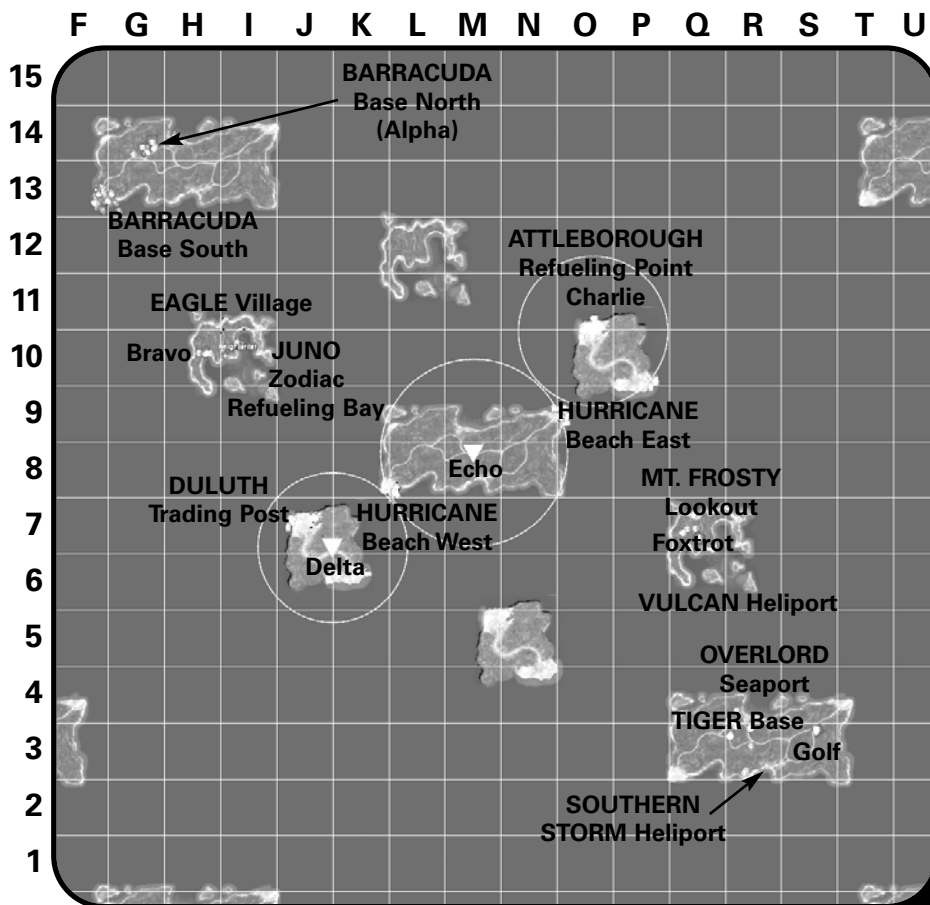 F G H I J K L M N O P Q R S T U
15
14
13
12
11
10
9
8
7
6
5
4
3
2
1
BARRACUDA
Base North
(Alpha)
BARRACUDA
Base South
ATTLEBOROUGH
Refueling Point
Charlie
EAGLE Village
Bravo
JUNO
Zodiac
Refueling Bay
HURRICANE
Beach East
Echo
DULUTH
Trading Post
HURRICANE
Beach West
Delta
MT. FROSTY
Lookout
Foxtrot
VULCAN Heliport
OVERLORD
Seaport
TIGER Base
Golf
SOUTHERN
STORM Heliport